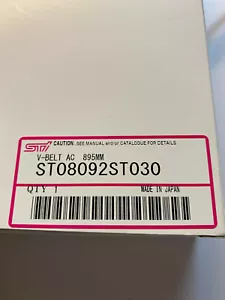 STI CAUTION:SEE MANUAL and/or CATALOGUE FOR DETAILS
V-BELT AC 895MM
ST08092ST030
QTY 1 MADE IN JAPAN